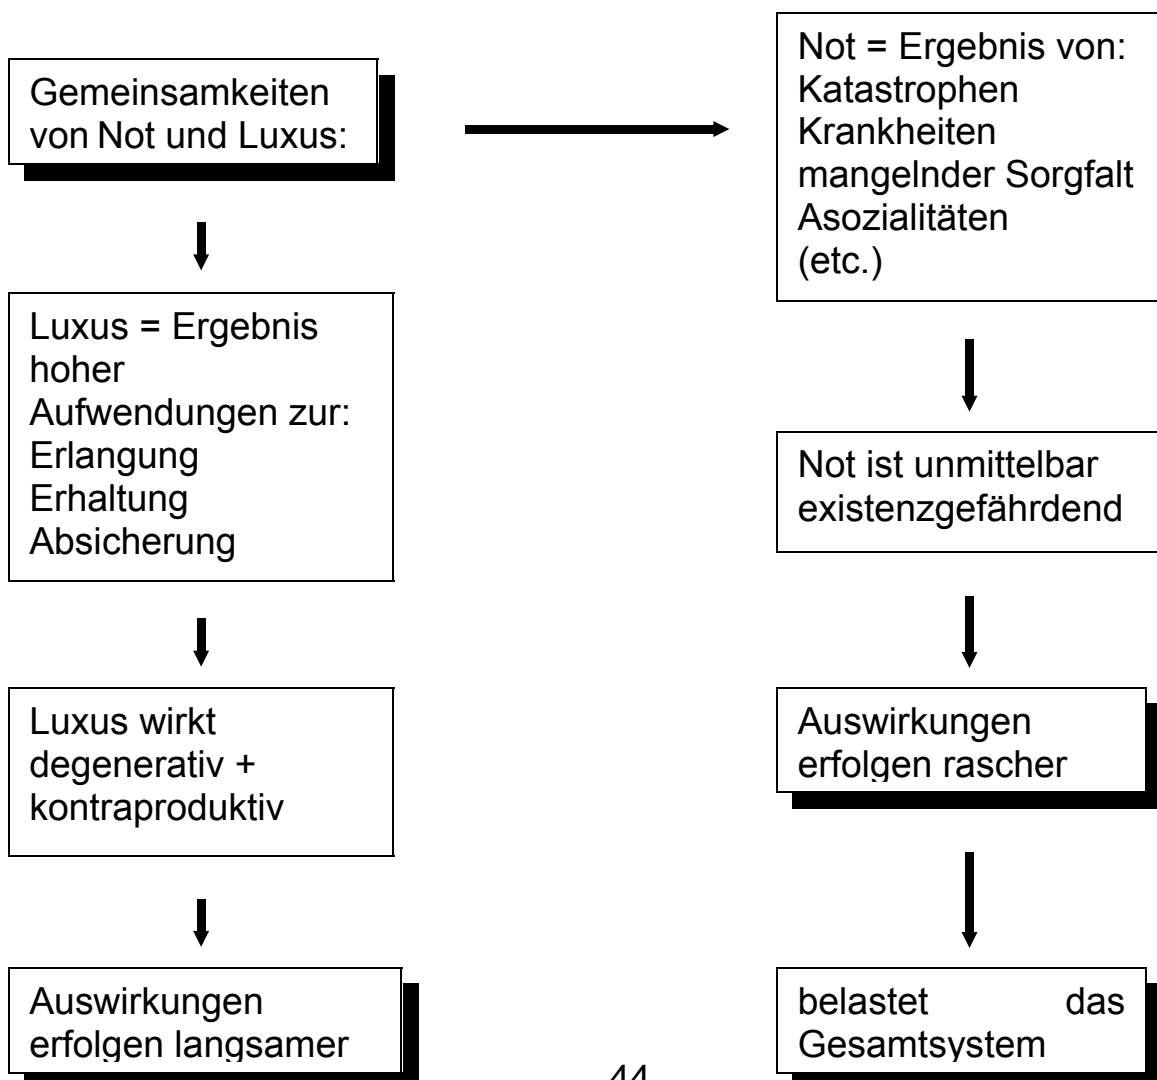 Gemeinsamkeiten
von Not und Luxus:
Luxus = Ergebnis
hoher
Aufwendungen zur:
Erlangung
Erhaltung
Absicherung
Luxus wirkt
degenerativ +
kontraproduktiv
Auswirkungen
erfolgen langsamer
Not = Ergebnis von:
Katastrophen
Krankheiten
mangelnder Sorgfalt
Asozialitäten
(etc.)
Not ist unmittelbar
existenzgefährdend
Auswirkungen
erfolgen rascher
belastet das
Gesamtsystem
44